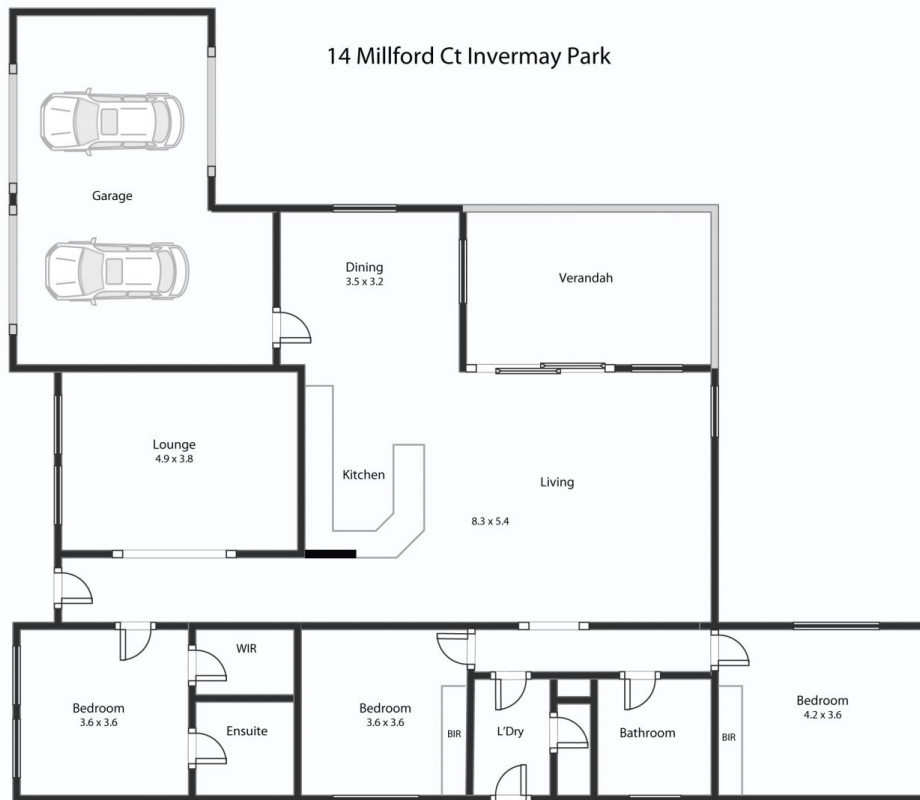 14 Millford Ct Invermay Park
Garage
Dining
3.5 x 3.2
Verandah
Lounge
4.9 x 3.8
Kitchen
Living
8.3 x 5.4
WIR
Bedroom
3.6 x 3.6
Ensuite
Bedroom
3.6 x 3.6
BIR
L'Dry
Bathroom
BIR
Bedroom
4.2 x 3.6